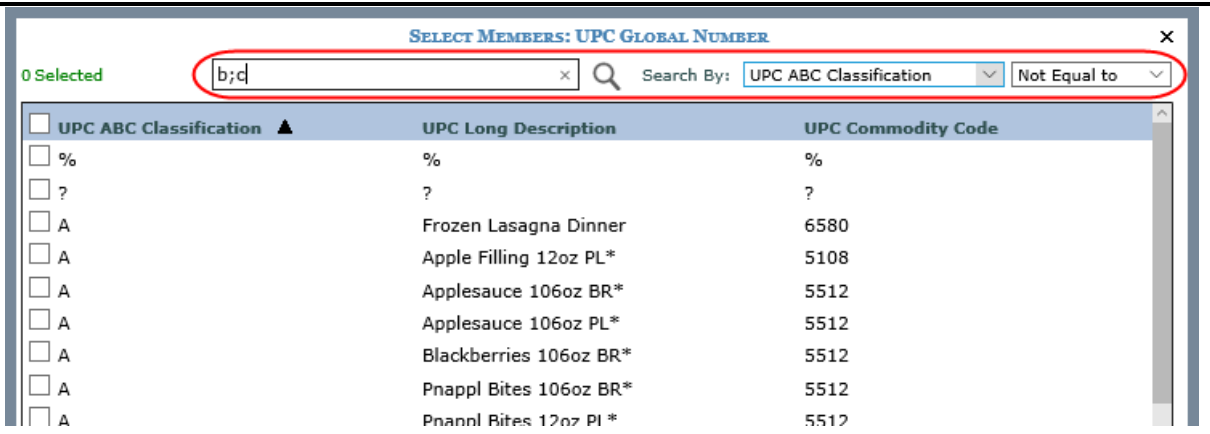 SELECT MEMBERS: UPC GLOBAL NUMBER ×
0 Selected b;c × Search By: UPC ABC Classification Not Equal to
UPC ABC Classification ▲ UPC Long Description UPC Commodity Code
% % %
? ? ?
A Frozen Lasagna Dinner 6580
A Apple Filling 12oz PL* 5108
A Applesauce 106oz BR* 5512
A Applesauce 106oz PL* 5512
A Blackberries 106oz BR* 5512
A Pnappl Bites 106oz BR* 5512
A Pnappl Bites 12oz PL* 5512